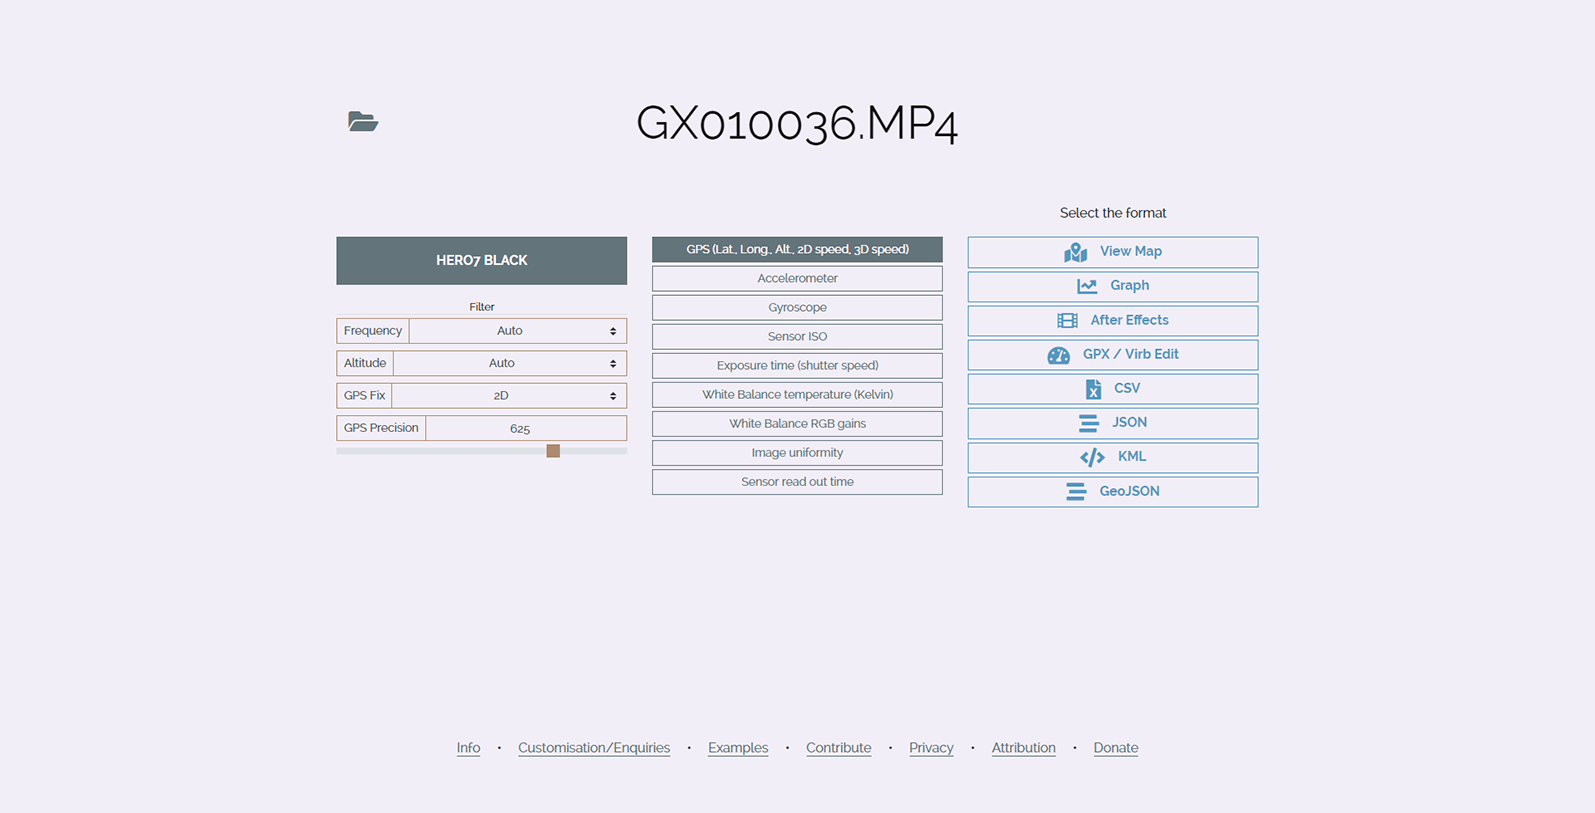 GX010036.MP4
HERO7 BLACK
Filter
Frequency Auto
Altitude Auto
GPS Fix 2D
GPS Precision 625
GPS (Lat., Long., Alt., 2D speed, 3D speed)
Accelerometer
Gyroscope
Sensor ISO
Exposure time (shutter speed)
White Balance temperature (Kelvin)
White Balance RGB gains
Image uniformity
Sensor read out time
Select the format
View Map
Graph
After Effects
GPX / Virb Edit
CSV
JSON
KML
GeoJSON
Info · Customisation/Enquiries · Examples · Contribute · Privacy · Attribution · Donate